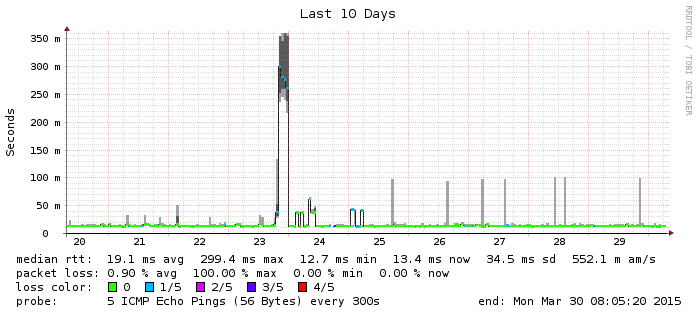 Last 10 Days
RRDTOOL / TOBI OETIKER
Seconds
350 m
300 m
250 m
200 m
150 m
100 m
50 m
0
20 21 22 23 24 25 26 27 28 29
median rtt: 19.1 ms avg 299.4 ms max 12.7 ms min 13.4 ms now 34.5 ms sd 552.1 m am/s
packet loss: 0.90 % avg 100.00 % max 0.00 % min 0.00 % now
loss color: 0 1/5 2/5 3/5 4/5
probe: 5 ICMP Echo Pings (56 Bytes) every 300s end: Mon Mar 30 08:05:20 2015